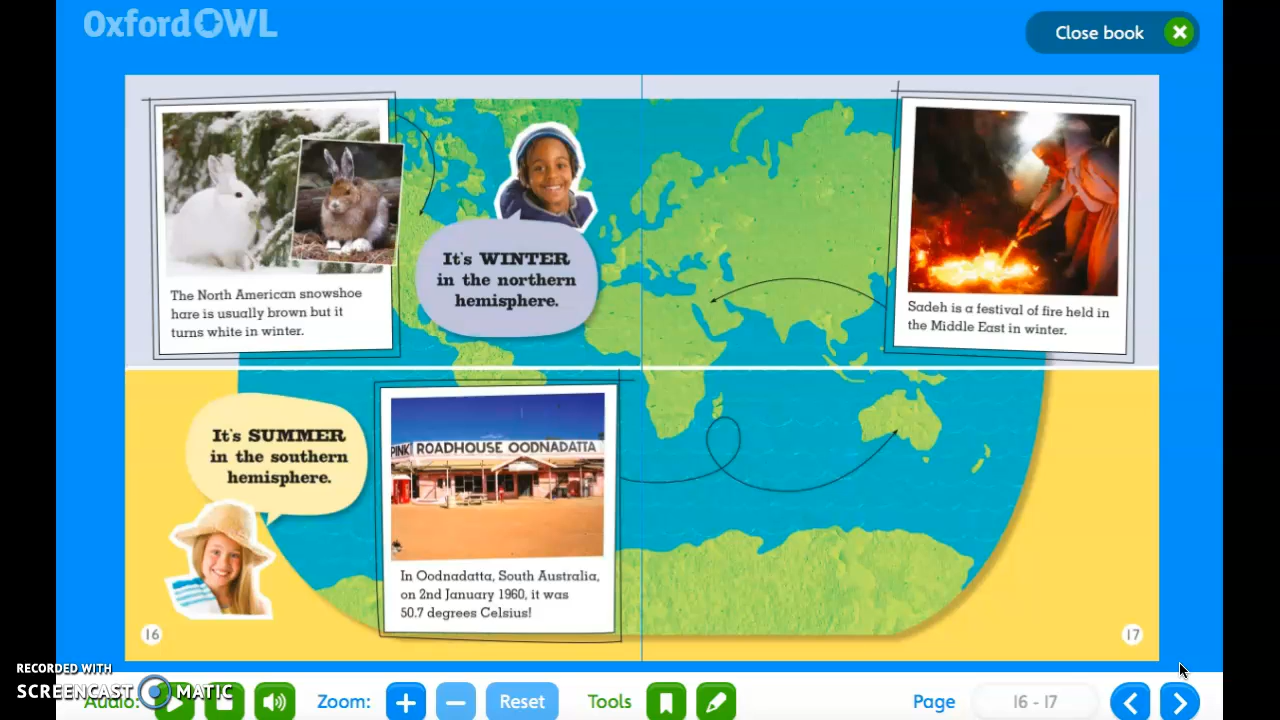 OxfordOWL
Close book
The North American snowshoe
hare is usually brown but it
turns white in winter.
It's WINTER
in the northern
hemisphere.
Sadeh is a festival of fire held in
the Middle East in winter.
It's SUMMER
in the southern
hemisphere.
PINK ROADHOUSE OODNADATTA
In Oodnadatta, South Australia,
on 2nd January 1960, it was
50.7 degrees Celsius!
16
17
RECORDED WITH
SCREENCAST MATIC
Audio:
Zoom:
Reset
Tools
Page
16 - 17